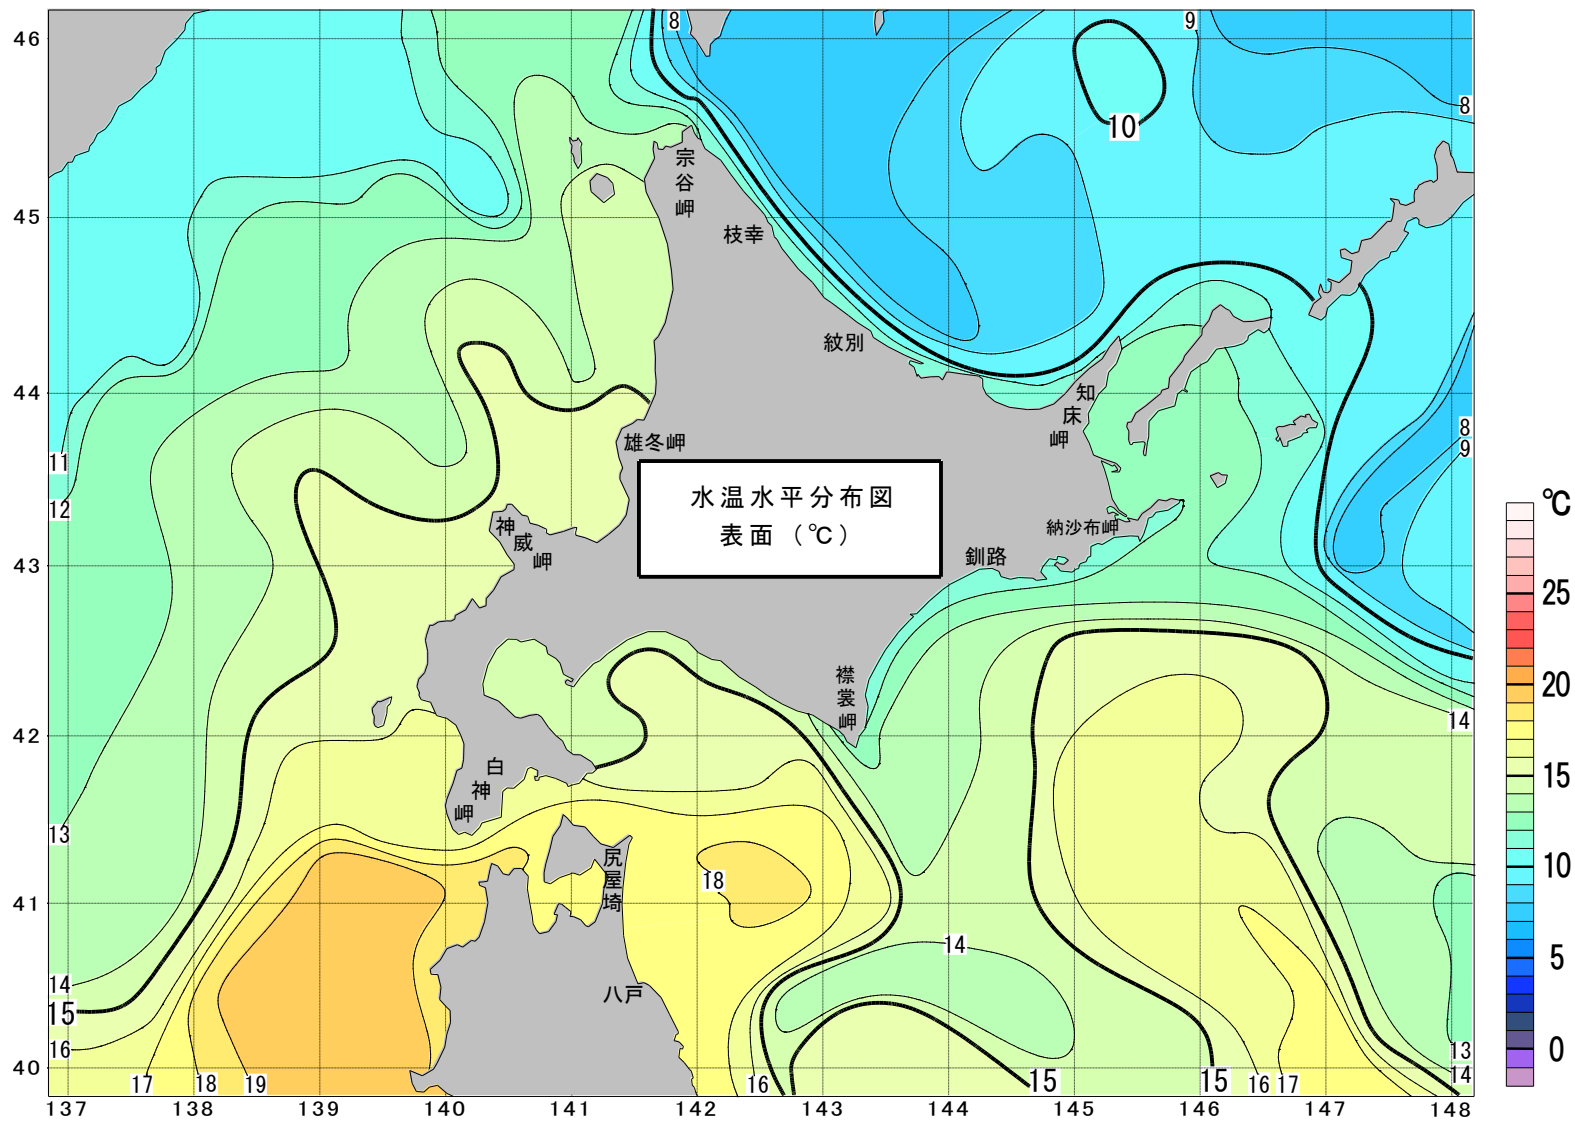 8
9
46
℃
8
10
宗谷岬
45
枝幸
紋別
44
知床岬
8
9
雄冬岬
11
水温水平分布図
表面（℃）
12
神威岬
納沙布岬
釧路
43
25
襟裳岬
20
14
42
白神岬
15
13
尻屋埼
18
10
41
14
14
八戸
15
5
16
13
0
40
17
18
19
16
15
15
16
17
14
137 138 139 140 141 142 143 144 145 146 147 148